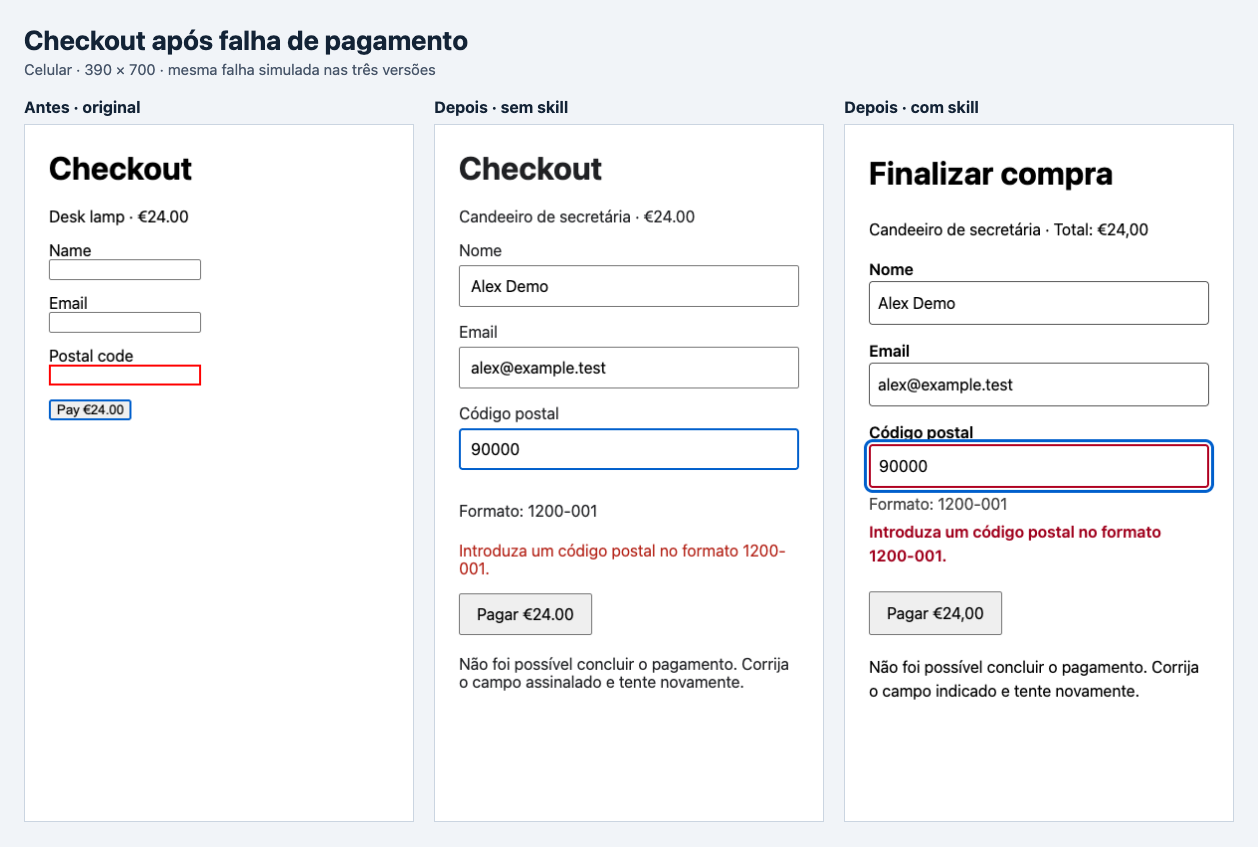 Checkout após falha de pagamento
Celular · 390 × 700 · mesma falha simulada nas três versões
Antes · original
Checkout
Desk lamp · €24.00
Name
Email
Postal code
Pay €24.00
Depois · sem skill
Checkout
Candeeiro de secretária · €24.00
Nome
Alex Demo
Email
alex@example.test
Código postal
90000
Formato: 1200-001
Introduza um código postal no formato 1200-
001.
Pagar €24.00
Não foi possível concluir o pagamento. Corrija
o campo assinalado e tente novamente.
Depois · com skill
Finalizar compra
Candeeiro de secretária · Total: €24,00
Nome
Alex Demo
Email
alex@example.test
Código postal
90000
Formato: 1200-001
Introduza um código postal no formato
1200-001.
Pagar €24,00
Não foi possível concluir o pagamento. Corrija
o campo indicado e tente novamente.